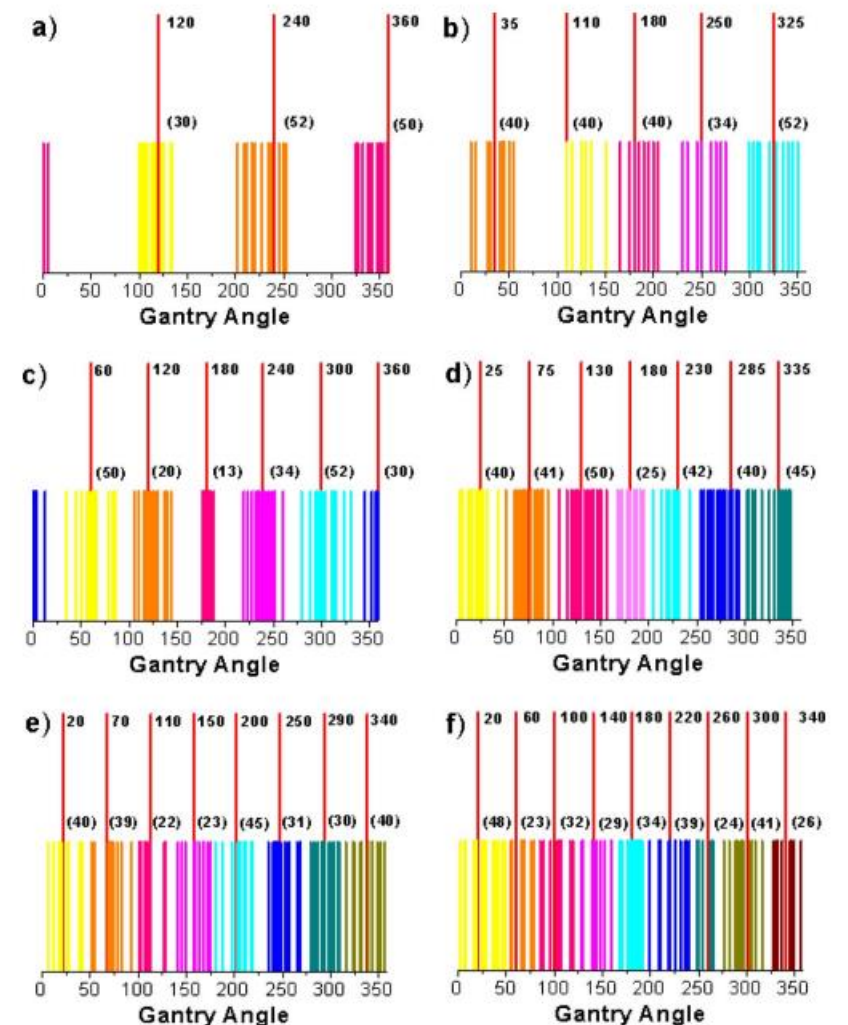 a)
120 240 360
(30) (52) (50)
0 50 100 150 200 250 300 350
Gantry Angle
b)
35 110 180 250 325
(40) (40) (40) (34) (52)
0 50 100 150 200 250 300 350
Gantry Angle
c)
60 120 180 240 300 360
(50) (20) (13) (34) (52) (30)
0 50 100 150 200 250 300 350
Gantry Angle
d)
25 75 130 180 230 285 335
(40) (41) (50) (25) (42) (40) (45)
0 50 100 150 200 250 300 350
Gantry Angle
e)
20 70 110 150 200 250 290 340
(40) (39) (22) (23) (45) (31) (30) (40)
0 50 100 150 200 250 300 350
Gantry Angle
f)
20 60 100 140 180 220 260 300 340
(48) (23) (32) (29) (34) (39) (24) (41) (26)
0 50 100 150 200 250 300 350
Gantry Angle